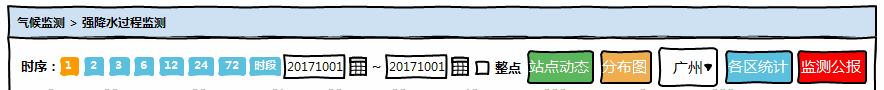 气候监测 > 强降水过程监测
时序： 1 2 3 6 12 24 72 时段 20171001 ~ 20171001 整点 站点动态 分布图 广州 各区统计 监测公报